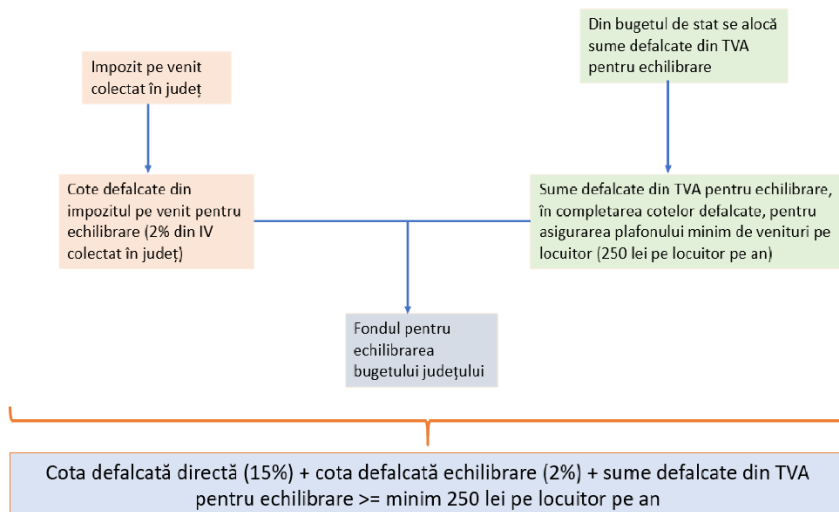 Din bugetul de stat se alocă
sume defalcate din TVA
pentru echilibrare
Impozit pe venit
colectat în județ
Cote defalcate din
impozitul pe venit pentru
echilibrare (2% din IV
colectat în județ)
Sume defalcate din TVA pentru echilibrare,
în completarea cotelor defalcate, pentru
asigurarea plafonului minim de venituri pe
locuitor (250 lei pe locuitor pe an)
Fondul pentru
echilibrarea
bugetului județului
Cota defalcată directă (15%) + cota defalcată echilibrare (2%) + sume defalcate din TVA
pentru echilibrare >= minim 250 lei pe locuitor pe an